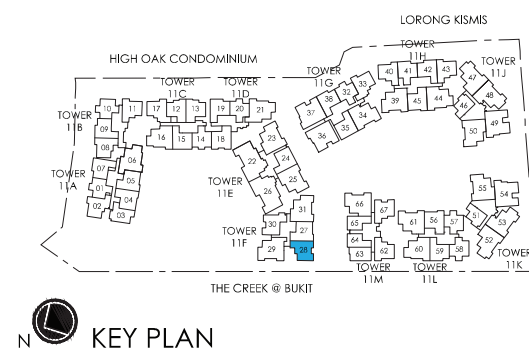 LORONG KISMIS
HIGH OAK CONDOMINIUM
TOWER 11H
TOWER 11J
TOWER 11G
TOWER 11C
TOWER 11D
TOWER 11B
TOWER 11A
TOWER 11E
TOWER 11F
TOWER 11M
TOWER 11L
TOWER 11K
10 11 17 12 13 19 20 21
09 08 16 15 14 18 23
07 06 01 05 02 04 03
22 24 25 26
31 30 27 29 28
37 38 32 33 36 35 34
40 41 42 43 39 45 44
47 48 46 49 50
66 67 65 64 63 62
61 56 57 60 59 58
55 54 51 53 52
THE CREEK @ BUKIT
N KEY PLAN